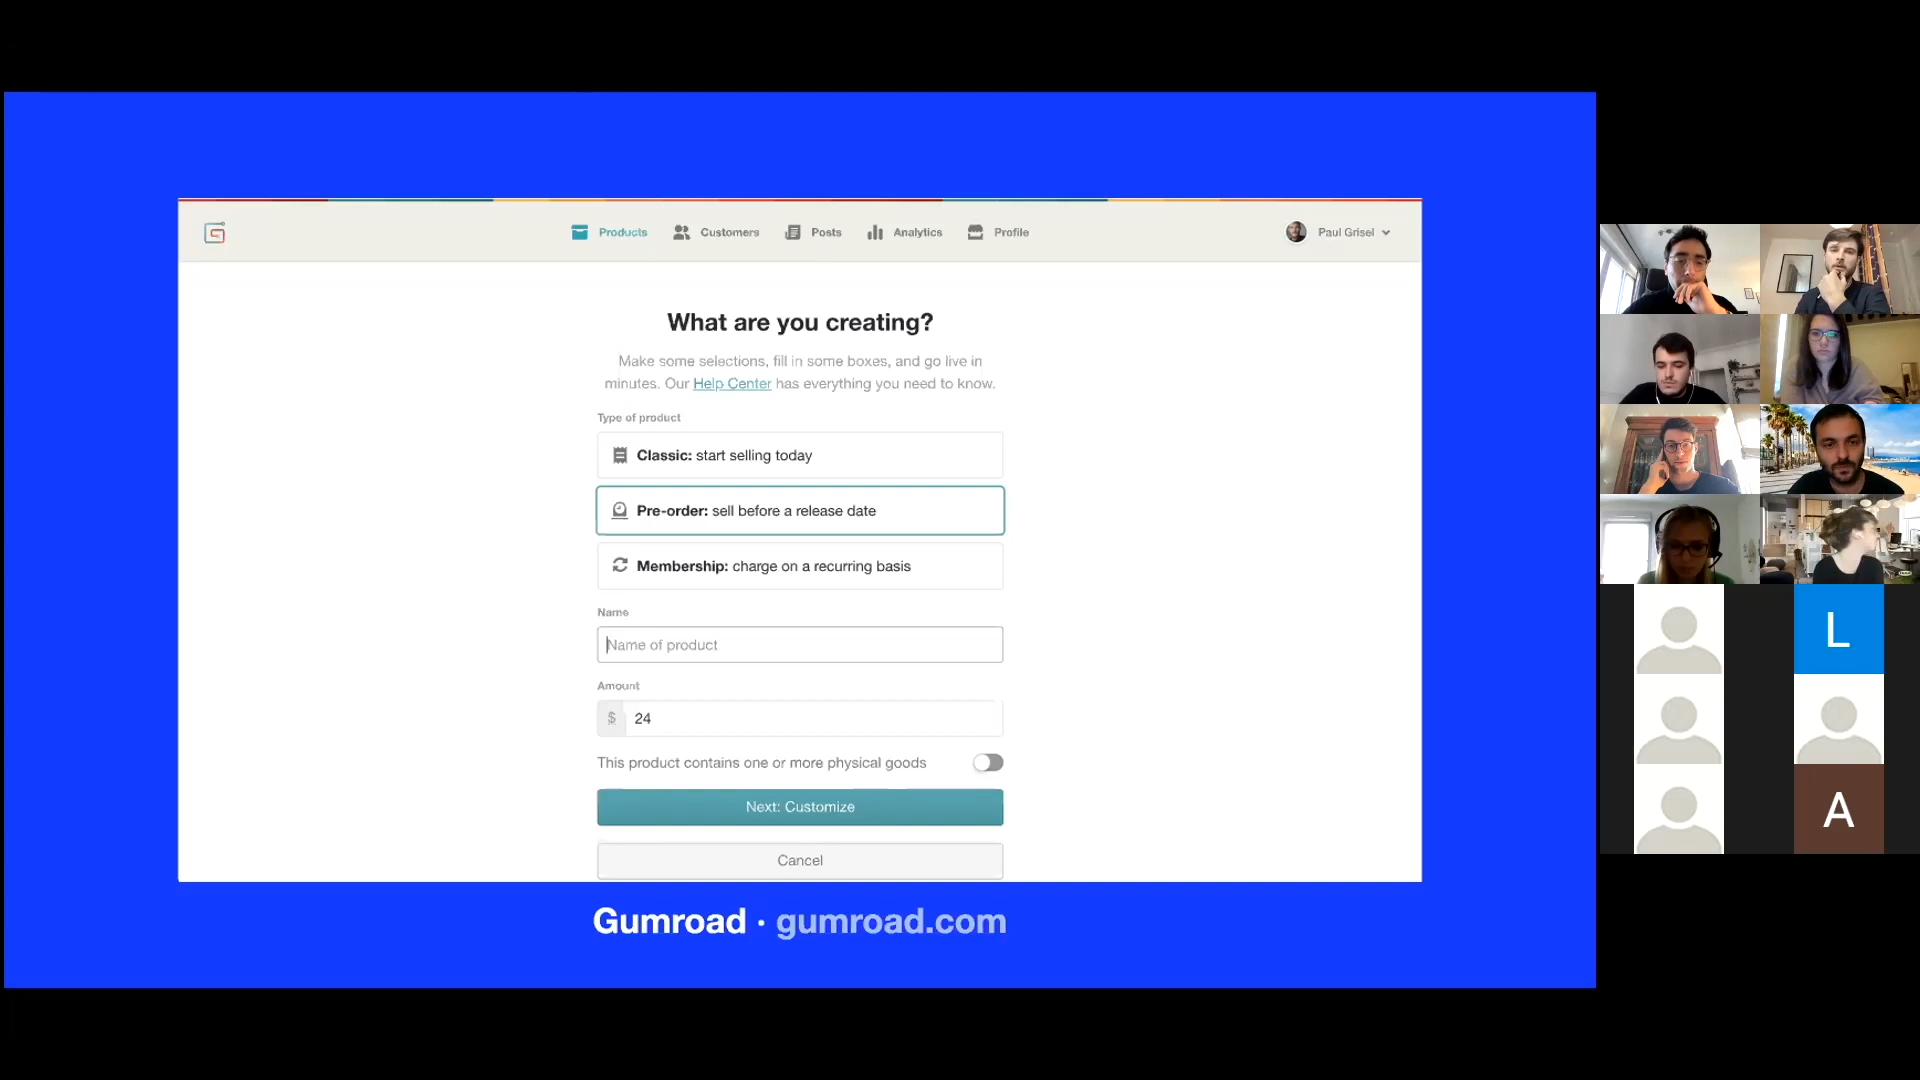 Products
Customers
Posts
Analytics
Profile
Paul Grisel
What are you creating?
Make some selections, fill in some boxes, and go live in
minutes. Our Help Center has everything you need to know.
Type of product
Classic: start selling today
Pre-order: sell before a release date
Membership: charge on a recurring basis
Name
Name of product
Amount
$ 24
This product contains one or more physical goods
Next: Customize
Cancel
Gumroad · gumroad.com
L
A